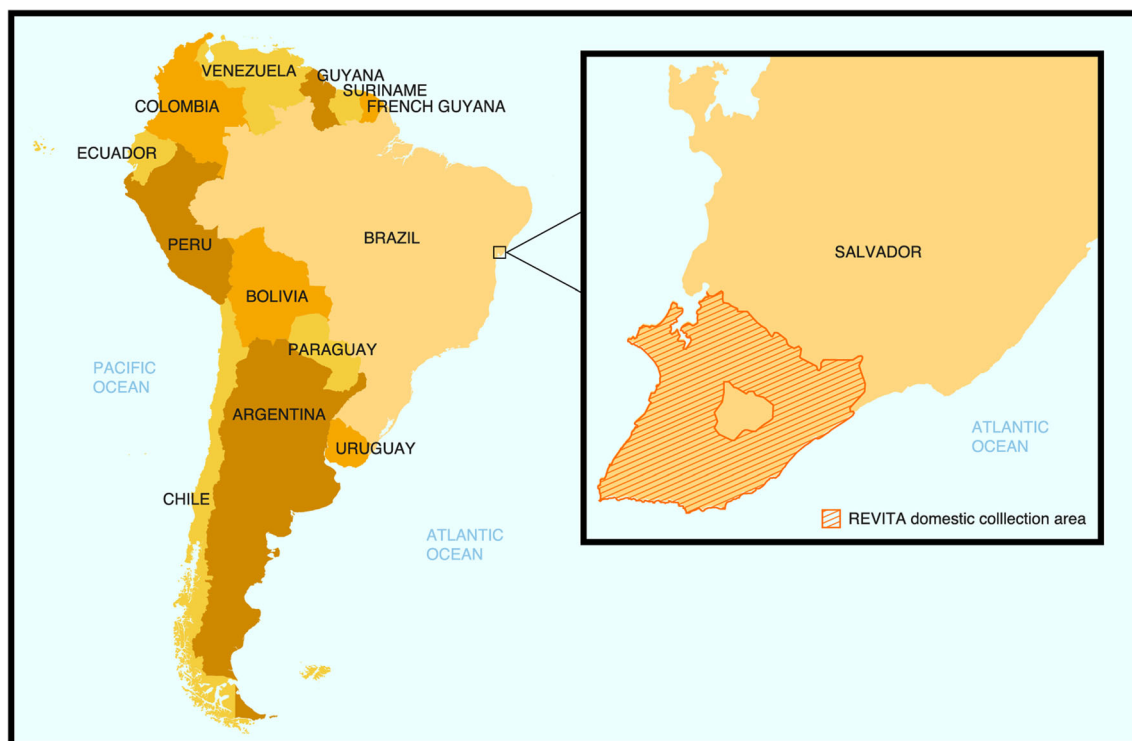 VENEZUELA
GUYANA
SURINAME
COLOMBIA
FRENCH GUYANA
ECUADOR
PERU
BRAZIL
BOLIVIA
PARAGUAY
PACIFIC
OCEAN
ARGENTINA
URUGUAY
CHILE
ATLANTIC
OCEAN
SALVADOR
ATLANTIC
OCEAN
REVITA domestic colllection area